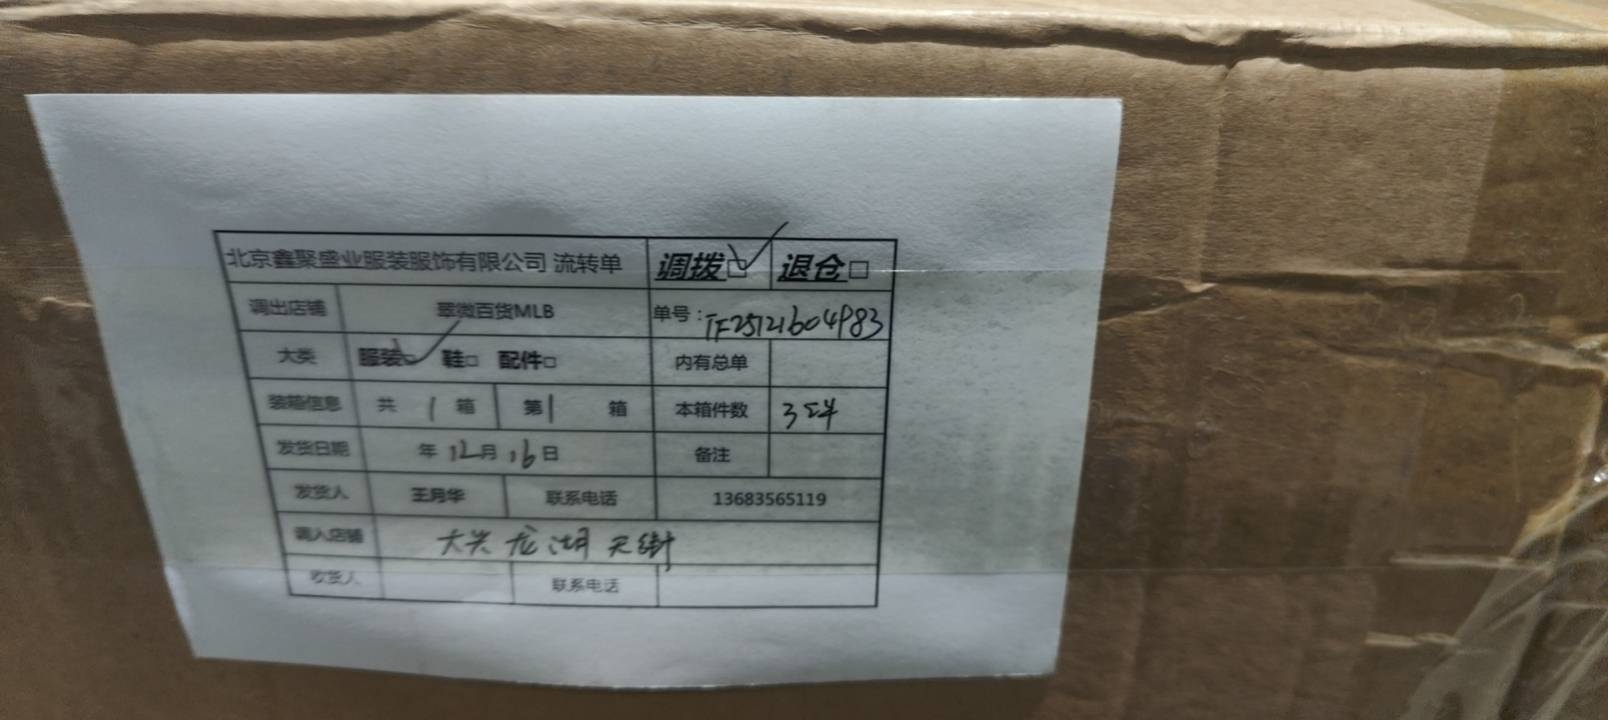 北京鑫聚盛业服装服饰有限公司 流转单 调拨☑ 退仓□
调出店铺 翠微百货MLB 单号：TF25121604983
大类 服装☑ 鞋□ 配件□ 内有总单
装箱信息 共 1 箱 第 1 箱 本箱件数 35件
发货日期 年 12月 16日 备注
发货人 王月华 联系电话 13683565119
调入店铺 大兴龙湖天街
收货人 联系电话